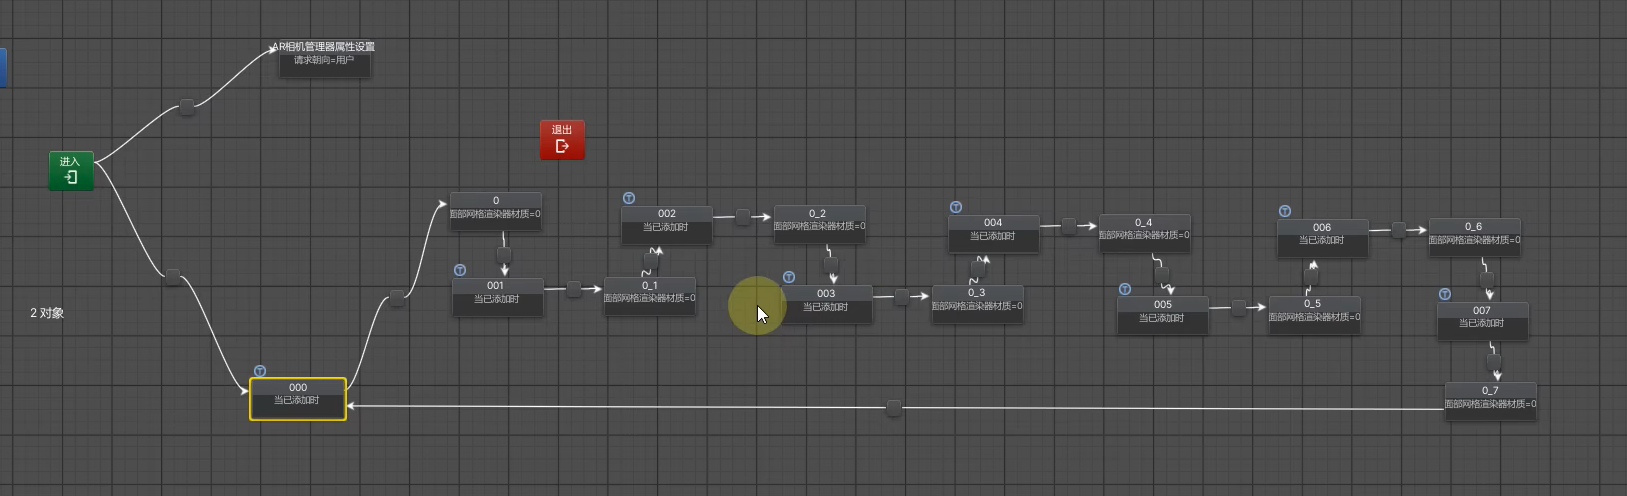 AR相机管理器属性设置
请求朝向=用户
退出
进入
0
面部网格渲染器材质=0
002
当已添加时
0_2
面部网格渲染器材质=0
004
当已添加时
0_4
面部网格渲染器材质=0
006
当已添加时
0_6
面部网格渲染器材质=0
001
当已添加时
0_1
面部网格渲染器材质=0
003
当已添加时
0_3
面部网格渲染器材质=0
005
当已添加时
0_5
面部网格渲染器材质=0
007
当已添加时
2 对象
000
当已添加时
0_7
面部网格渲染器材质=0